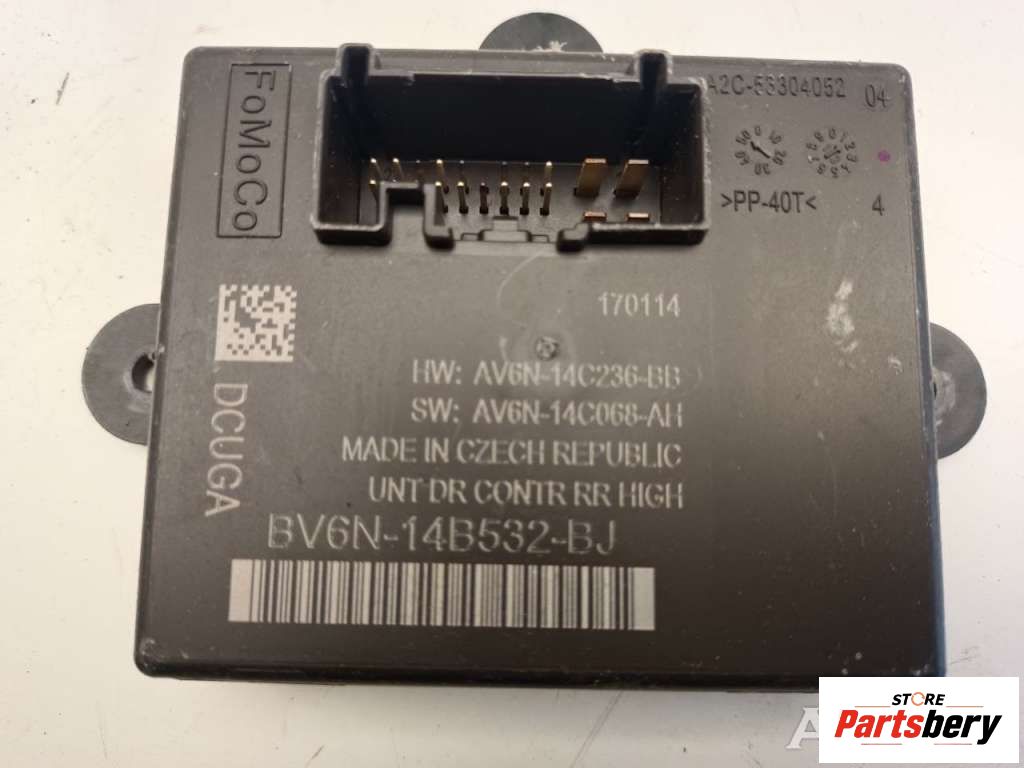 FoMoCo
A2C-53304052 04
>PP-40T< 4
170114
DCUGA
HW: AV6N-14C236-BB
SW: AV6N-14C068-AH
MADE IN CZECH REPUBLIC
UNT DR CONTR RR HIGH
BV6N-14B532-BJ
STORE
Partsbery